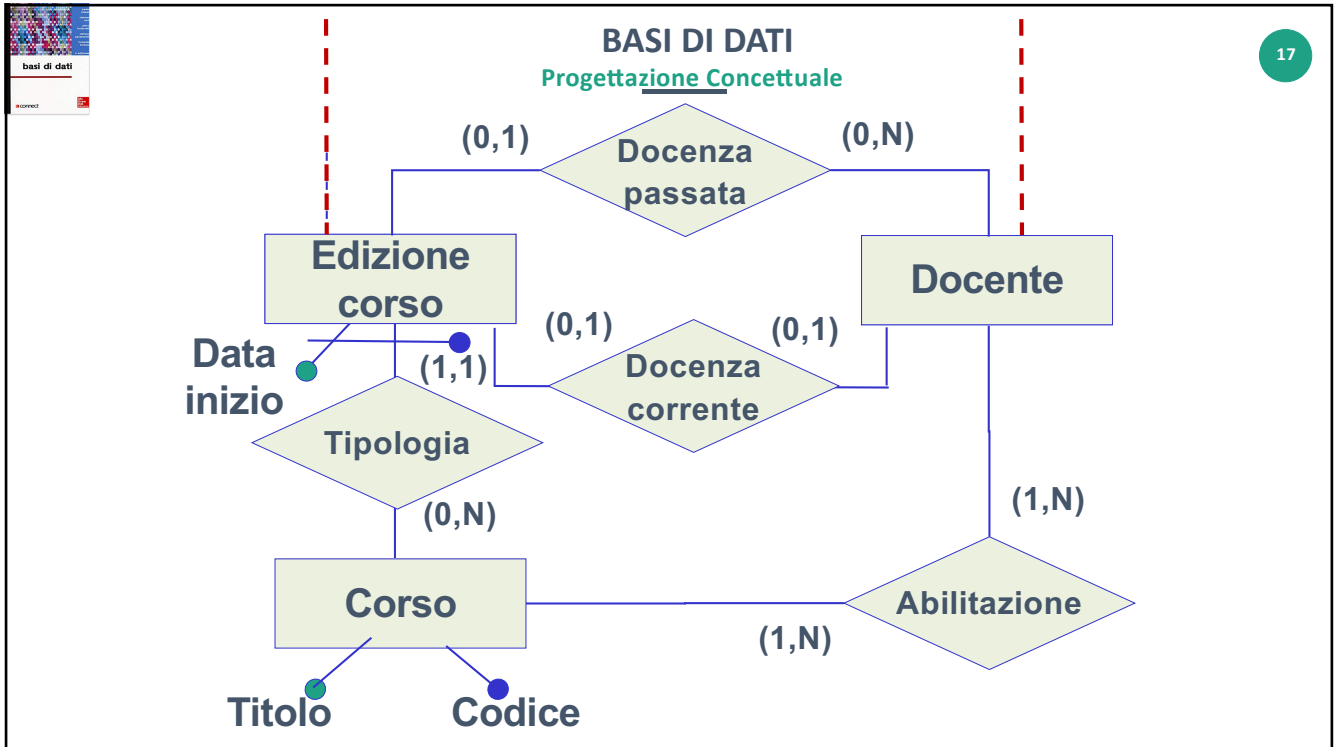 basi di dati
BASI DI DATI
Progettazione Concettuale
17
(0,1)
Docenza
passata
(0,N)
Edizione
corso
Docente
Data
inizio
(1,1)
(0,1)
Docenza
corrente
(0,1)
Tipologia
(0,N)
(1,N)
Corso
Abilitazione
(1,N)
Titolo
Codice